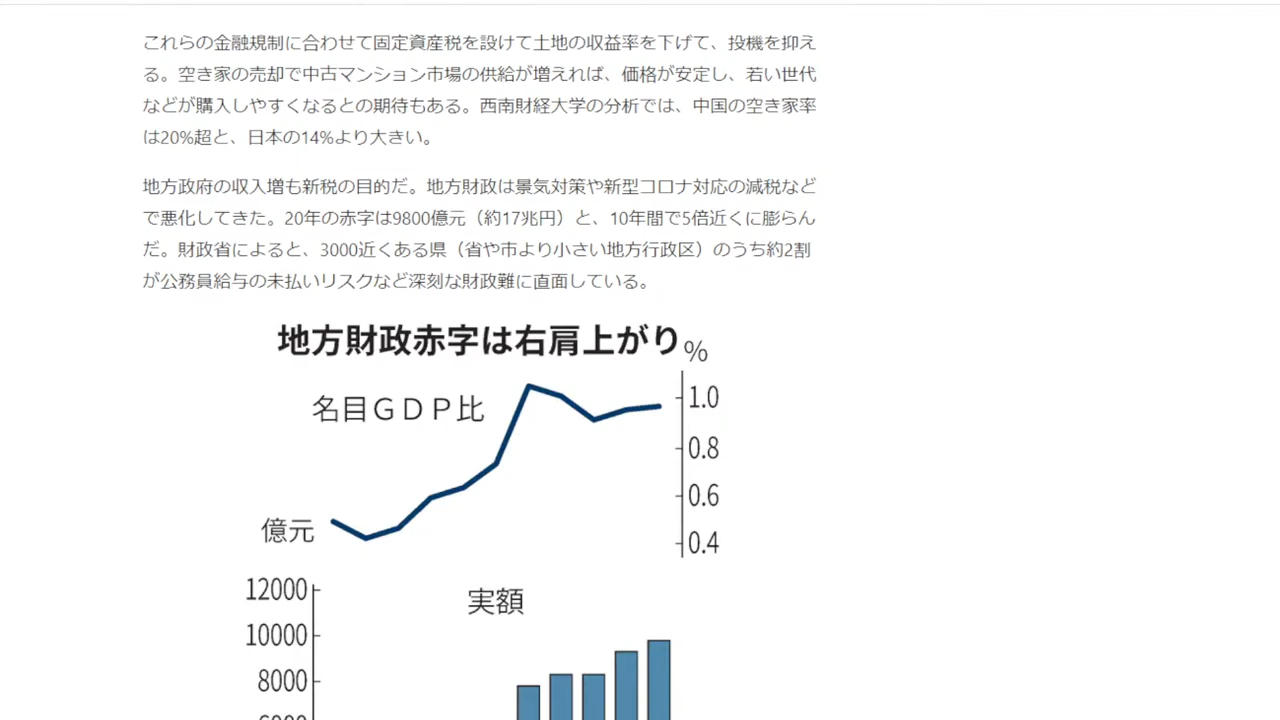 これらの金融規制に合わせて固定資産税を設けて土地の収益率を下げて、投機を抑え
る。空き家の売却で中古マンション市場の供給が増えれば、価格が安定し、若い世代
などが購入しやすくなるとの期待もある。西南財経大学の分析では、中国の空き家率
は20%超と、日本の14%より大きい。
地方政府の収入増も新税の目的だ。地方財政は景気対策や新型コロナ対応の減税など
で悪化してきた。20年の赤字は9800億元（約17兆円）と、10年間で5倍近くに膨らん
だ。財政省によると、3000近くある県（省や市より小さい地方行政区）のうち約2割
が公務員給与の未払いリスクなど深刻な財政難に直面している。
地方財政赤字は右肩上がり
%
名目ＧＤＰ比
1.0
0.8
0.6
0.4
億元
12000
実額
10000
8000
6000